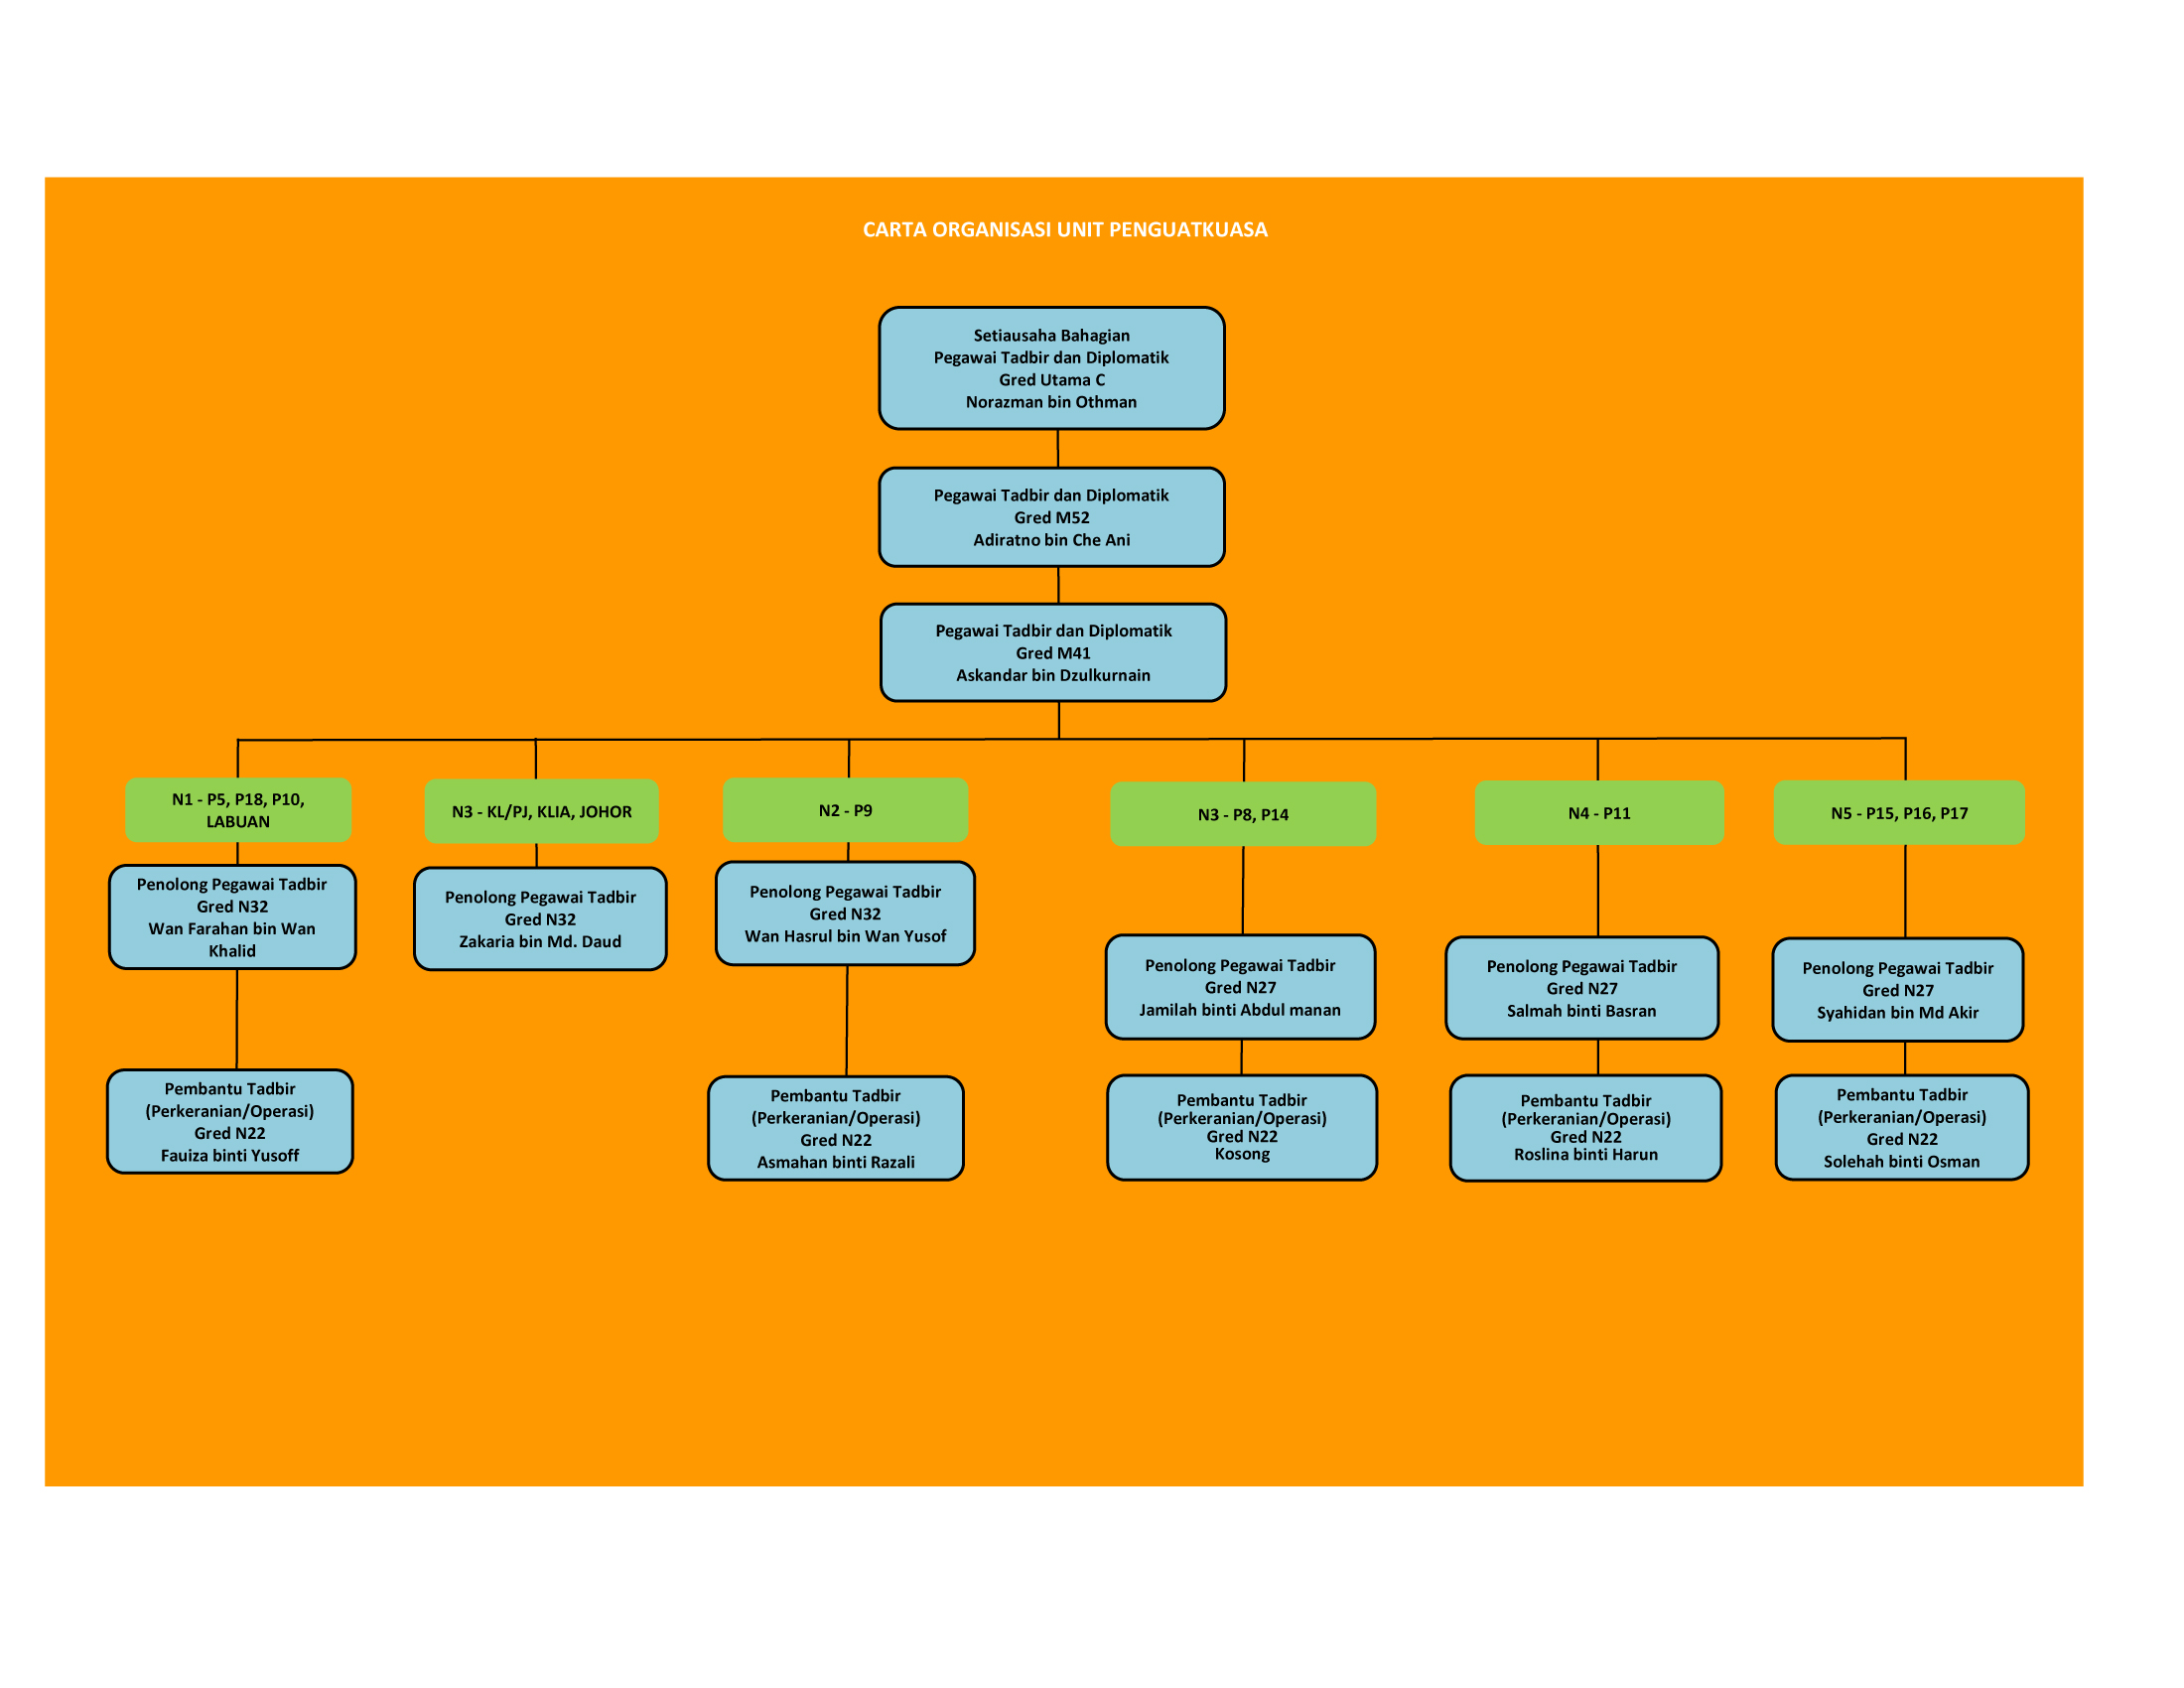 CARTA ORGANISASI UNIT PENGUATKUASA
Setiausaha Bahagian
Pegawai Tadbir dan Diplomatik
Gred Utama C
Norazman bin Othman
Pegawai Tadbir dan Diplomatik
Gred M52
Adiratno bin Che Ani
Pegawai Tadbir dan Diplomatik
Gred M41
Askandar bin Dzulkurnain
N1 - P5, P18, P10,
LABUAN
N3 - KL/PJ, KLIA, JOHOR
N2 - P9
N3 - P8, P14
N4 - P11
N5 - P15, P16, P17
Penolong Pegawai Tadbir
Gred N32
Wan Farahan bin Wan
Khalid
Penolong Pegawai Tadbir
Gred N32
Zakaria bin Md. Daud
Penolong Pegawai Tadbir
Gred N32
Wan Hasrul bin Wan Yusof
Penolong Pegawai Tadbir
Gred N27
Jamilah binti Abdul manan
Penolong Pegawai Tadbir
Gred N27
Salmah binti Basran
Penolong Pegawai Tadbir
Gred N27
Syahidan bin Md Akir
Pembantu Tadbir
(Perkeranian/Operasi)
Gred N22
Fauiza binti Yusoff
Pembantu Tadbir
(Perkeranian/Operasi)
Gred N22
Asmahan binti Razali
Pembantu Tadbir
(Perkeranian/Operasi)
Gred N22
Kosong
Pembantu Tadbir
(Perkeranian/Operasi)
Gred N22
Roslina binti Harun
Pembantu Tadbir
(Perkeranian/Operasi)
Gred N22
Solehah binti Osman